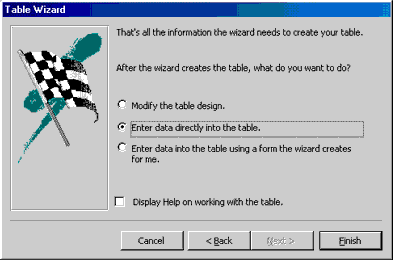 Table Wizard
That's all the information the wizard needs to create your table.
After the wizard creates the table, what do you want to do?
Modify the table design.
Enter data directly into the table.
Enter data into the table using a form the wizard creates
for me.
Display Help on working with the table.
Cancel
< Back
Next >
Finish